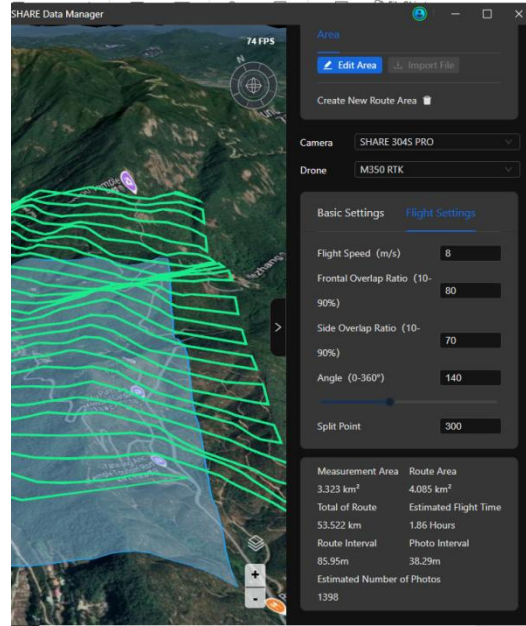 SHARE Data Manager
74 FPS
N
Area
Edit Area
Import File
Create New Route Area
Camera
SHARE 304S PRO
Drone
M350 RTK
Basic Settings
Flight Settings
Flight Speed (m/s)
8
Frontal Overlap Ratio (10-
90%)
80
Side Overlap Ratio (10-
90%)
70
Angle (0-360°)
140
Split Point
300
Measurement Area Route Area
3.323 km² 4.085 km²
Total of Route Estimated Flight Time
53.522 km 1.86 Hours
Route Interval Photo Interval
85.95m 38.29m
Estimated Number of Photos
1398
+
-